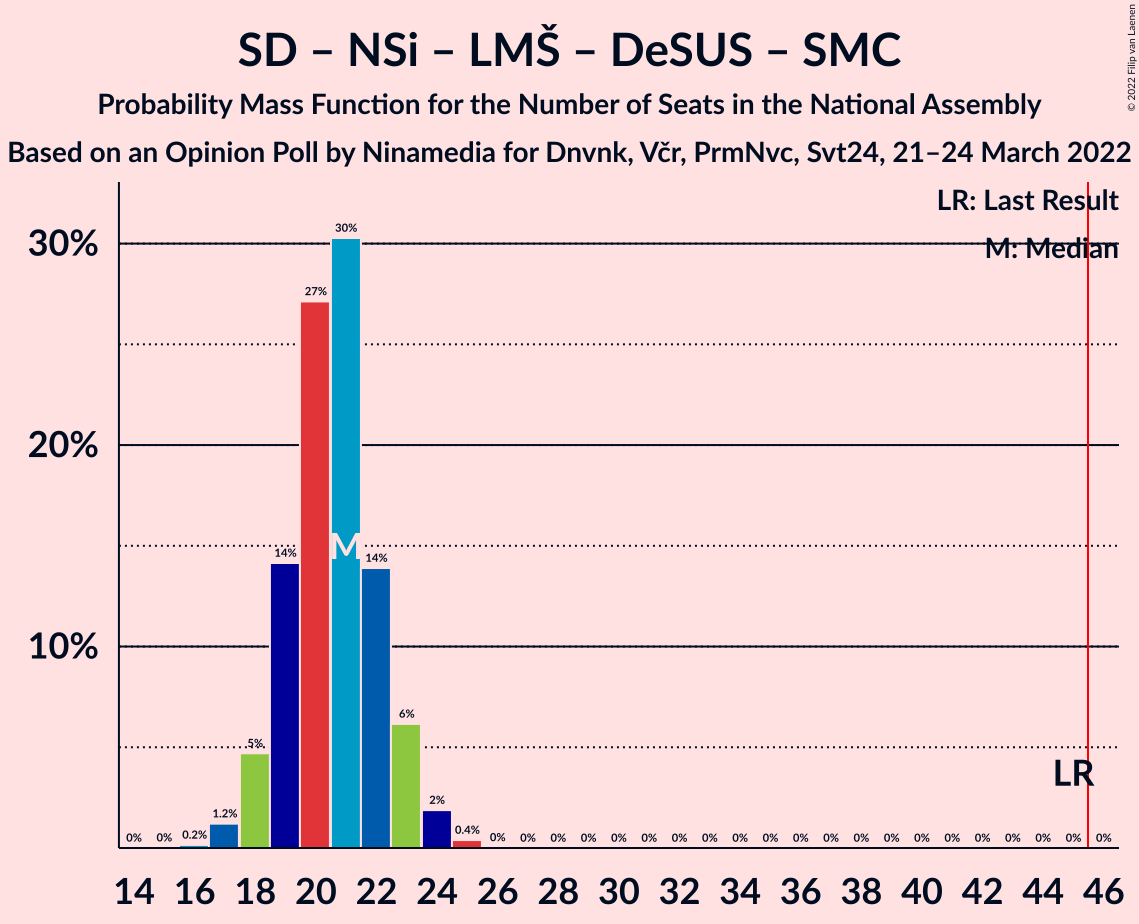 SD – NSi – LMŠ – DeSUS – SMC
Probability Mass Function for the Number of Seats in the National Assembly
Based on an Opinion Poll by Ninamedia for Dnvnk, Včr, PrmNvc, Svt24, 21–24 March 2022
© 2022 Filip van Laenen
LR: Last Result
M: Median
30%
20%
10%
0% 0% 0.2% 1.2% 5% 14% 27% 30% 14% 6% 2% 0.4% 0% 0% 0% 0% 0% 0% 0% 0% 0% 0% 0% 0% 0% 0% 0% 0% 0% 0% 0% 0% 0%
M
LR
14 16 18 20 22 24 26 28 30 32 34 36 38 40 42 44 46